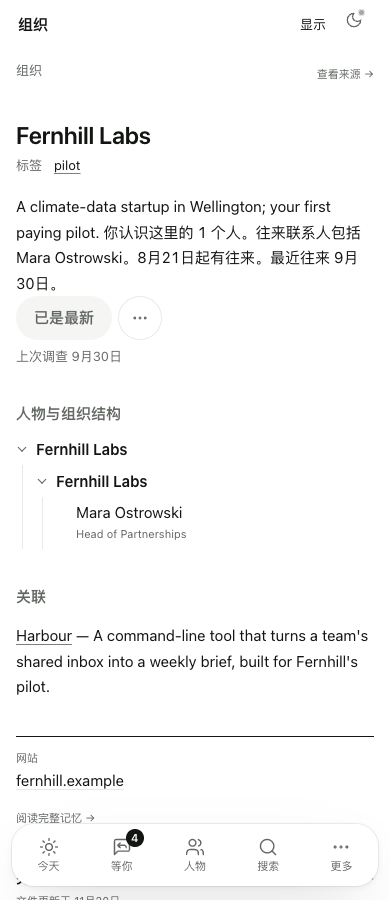 组织
显示
组织
查看来源 →
Fernhill Labs
标签 pilot
A climate-data startup in Wellington; your first
paying pilot. 你认识这里的 1 个人。往来联系人包括
Mara Ostrowski。8月21日起有往来。最近往来 9月
30日。
已是最新
上次调查 9月30日
人物与组织结构
Fernhill Labs
Fernhill Labs
Mara Ostrowski
Head of Partnerships
关联
Harbour — A command-line tool that turns a team's
shared inbox into a weekly brief, built for Fernhill's
pilot.
网站
fernhill.example
阅读完整记忆 →
4
今天
等你
人物
搜索
更多